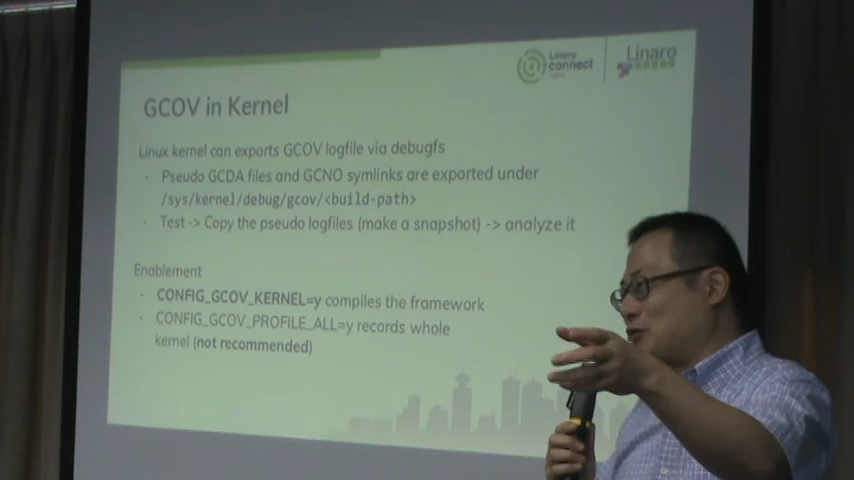 Linaro
connect
Linaro
GCOV in Kernel
Linux kernel can exports GCOV logfile via debugfs
- Pseudo GCDA files and GCNO symlinks are exported under
/sys/kernel/debug/gcov/<build-path>
- Test -> Copy the pseudo logfiles (make a snapshot) -> analyze it
Enablement
- CONFIG_GCOV_KERNEL=y compiles the framework
- CONFIG_GCOV_PROFILE_ALL=y records whole
kernel (not recommended)